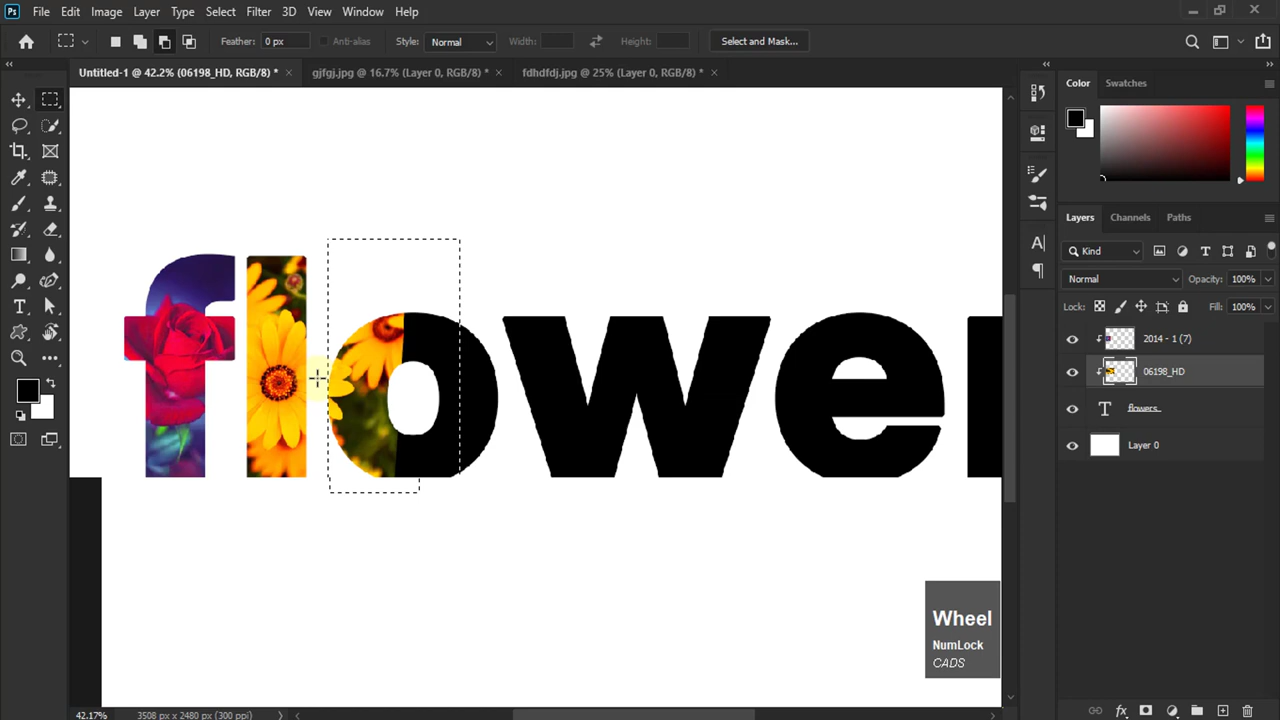 Ps File Edit Image Layer Type Select Filter 3D View Window Help
Feather: 0 px Anti-alias Style: Normal Width: Height: Select and Mask...
Untitled-1 @ 42.2% (06198_HD, RGB/8) * × gjfgj.jpg @ 16.7% (Layer 0, RGB/8) * × fdhdfdj.jpg @ 25% (Layer 0, RGB/8) * ×
Color Swatches
Layers Channels Paths
Kind
Normal Opacity: 100%
Lock: Fill: 100%
2014 - 1 (7)
06198_HD
flowers
Layer 0
flower
Wheel
NumLock
CADS
42.17% 3508 px x 2480 px (300 ppi)